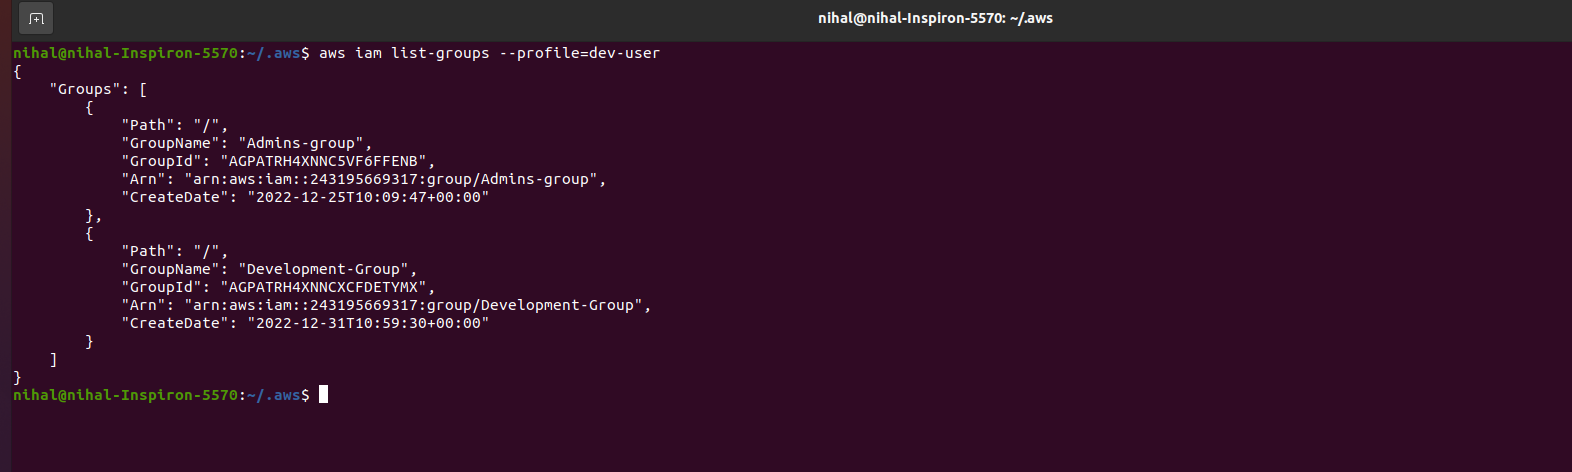 nihal@nihal-Inspiron-5570: ~/.aws
nihal@nihal-Inspiron-5570:~/.aws$ aws iam list-groups --profile=dev-user
{
    "Groups": [
        {
            "Path": "/",
            "GroupName": "Admins-group",
            "GroupId": "AGPATRH4XNNC5VF6FFENB",
            "Arn": "arn:aws:iam::243195669317:group/Admins-group",
            "CreateDate": "2022-12-25T10:09:47+00:00"
        },
        {
            "Path": "/",
            "GroupName": "Development-Group",
            "GroupId": "AGPATRH4XNNCXCFDETYMX",
            "Arn": "arn:aws:iam::243195669317:group/Development-Group",
            "CreateDate": "2022-12-31T10:59:30+00:00"
        }
    ]
}
nihal@nihal-Inspiron-5570:~/.aws$